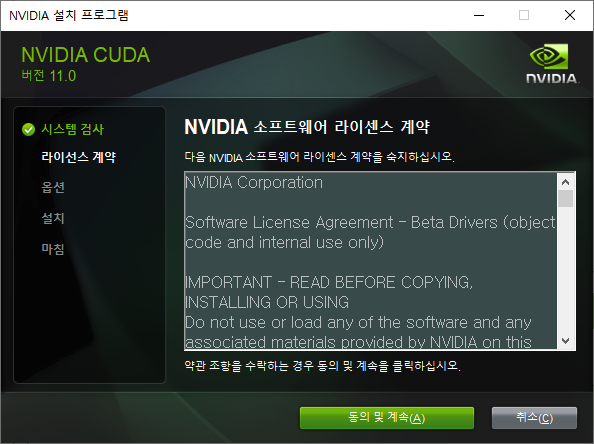 NVIDIA 설치 프로그램
NVIDIA CUDA
버전 11.0
NVIDIA.
시스템 검사
라이선스 계약
옵션
설치
마침
NVIDIA 소프트웨어 라이센스 계약
다음 NVIDIA 소프트웨어 라이센스 계약을 숙지하십시오.
NVIDIA Corporation
Software License Agreement – Beta Drivers (object
code and internal use only)
IMPORTANT – READ BEFORE COPYING,
INSTALLING OR USING
Do not use or load any of the software and any
associated materials provided by NVIDIA on this
약관 조항을 수락하는 경우 동의 및 계속을 클릭하십시오.
동의 및 계속(A)
취소(C)